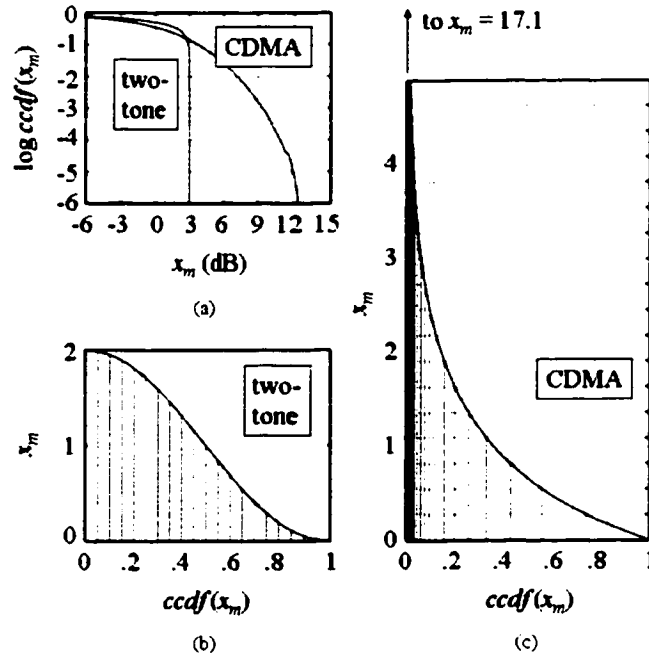 0
-1
-2
-3
-4
-5
-6
log ccdf(x_m)
two-
tone
CDMA
-6 -3 0 3 6 9 12 15
x_m (dB)
(a)
2
1
0
x_m
two-
tone
0 .2 .4 .6 .8 1
ccdf(x_m)
(b)
to x_m = 17.1
4
3
2
1
0
x_m
CDMA
0 .2 .4 .6 .8 1
ccdf(x_m)
(c)